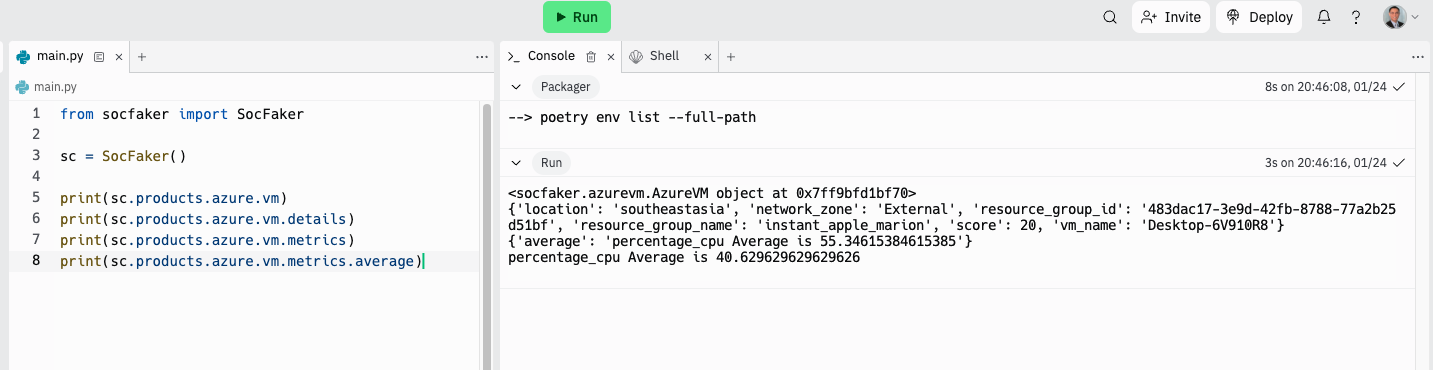 Run
Invite
Deploy
main.py
Console
Shell
main.py
1 from socfaker import SocFaker
2
3 sc = SocFaker()
4
5 print(sc.products.azure.vm)
6 print(sc.products.azure.vm.details)
7 print(sc.products.azure.vm.metrics)
8 print(sc.products.azure.vm.metrics.average)
Packager
8s on 20:46:08, 01/24
--> poetry env list --full-path
Run
3s on 20:46:16, 01/24
<socfaker.azurevm.AzureVM object at 0x7ff9bfd1bf70>
{'location': 'southeastasia', 'network_zone': 'External', 'resource_group_id': '483dac17-3e9d-42fb-8788-77a2b25
d51bf', 'resource_group_name': 'instant_apple_marion', 'score': 20, 'vm_name': 'Desktop-6V910R8'}
{'average': 'percentage_cpu Average is 55.34615384615385'}
percentage_cpu Average is 40.629629629629626